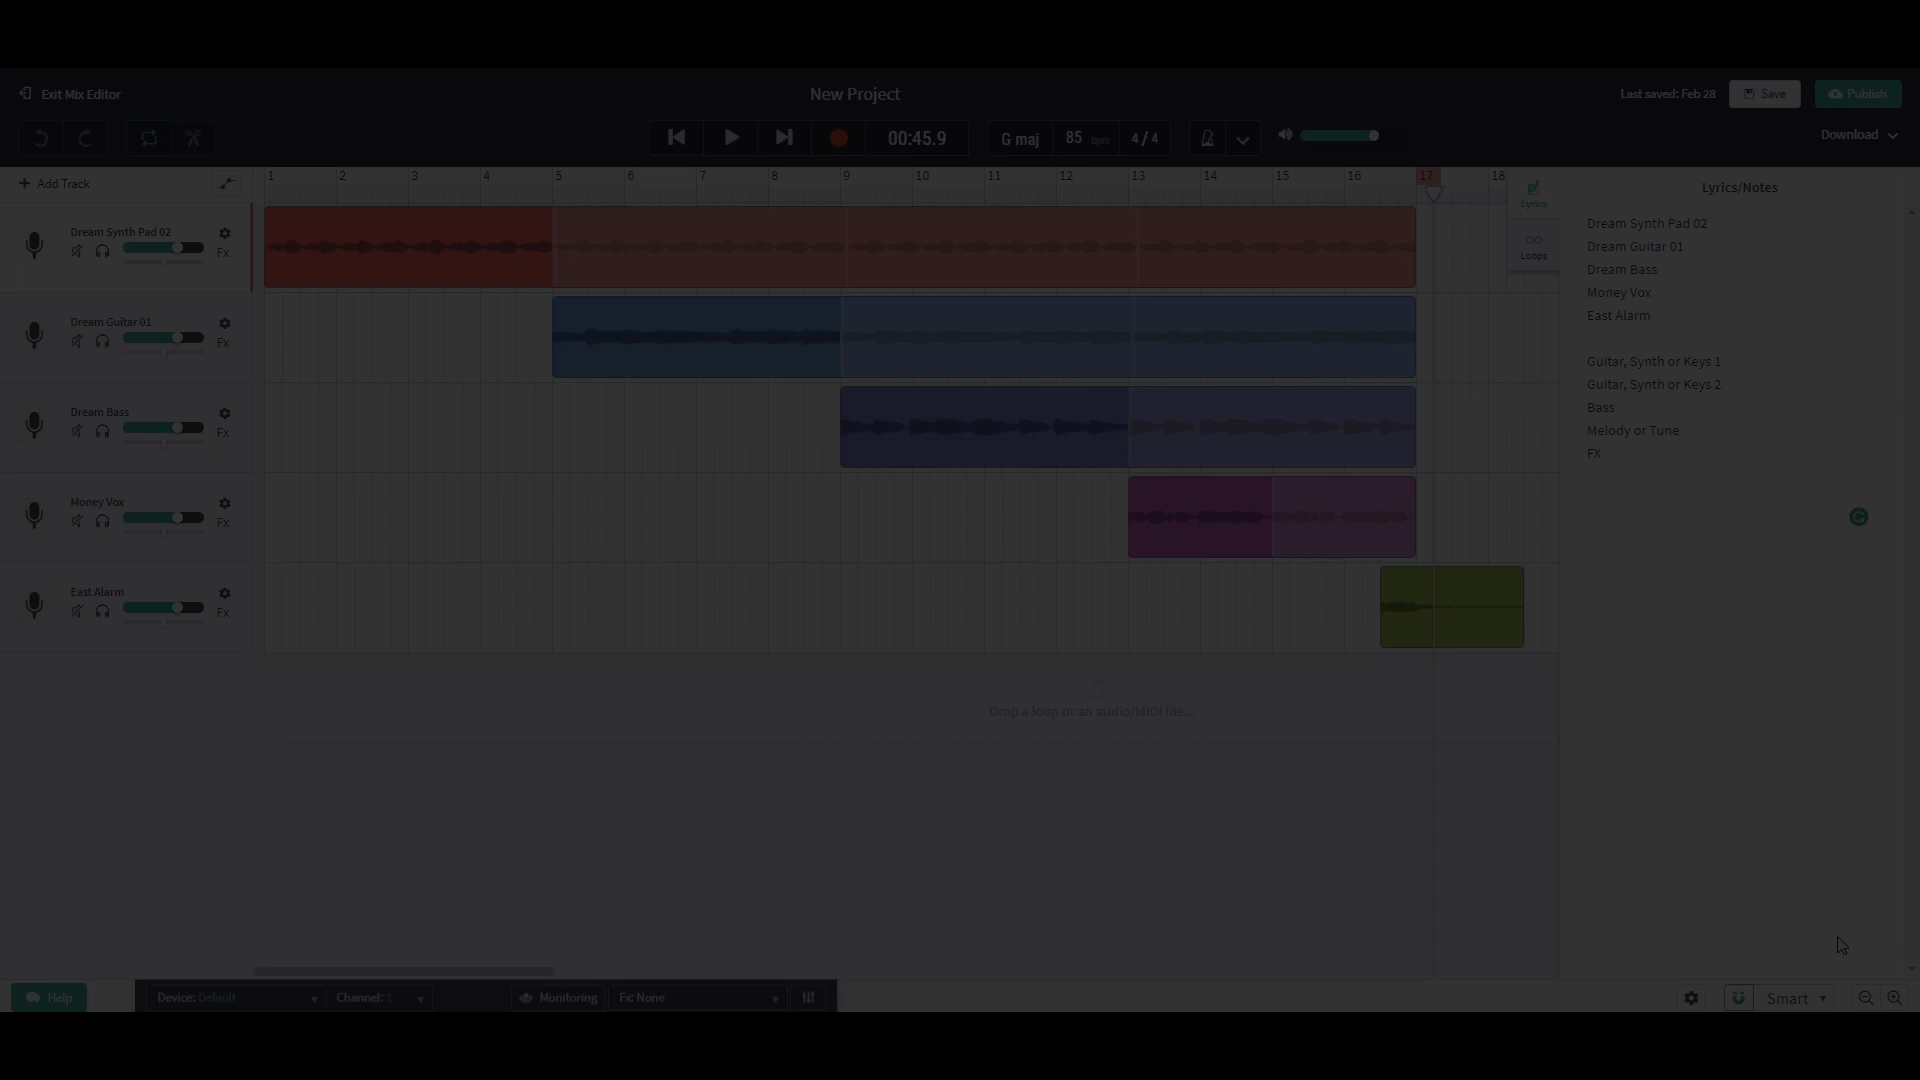 Exit Mix Editor
New Project
Last saved: Feb 28
Save
Publish
00:45.9
G maj
85 bpm
4 / 4
Download
Add Track
1 2 3 4 5 6 7 8 9 10 11 12 13 14 15 16 17 18
Lyrics
Loops
Lyrics/Notes
Dream Synth Pad 02
Fx
Dream Guitar 01
Fx
Dream Bass
Fx
Money Vox
Fx
East Alarm
Fx
Drop a loop or an audio/MIDI file...
Dream Synth Pad 02
Dream Guitar 01
Dream Bass
Money Vox
East Alarm
Guitar, Synth or Keys 1
Guitar, Synth or Keys 2
Bass
Melody or Tune
FX
Help
Device: Default
Channel: 1
Monitoring
Fx: None
Smart